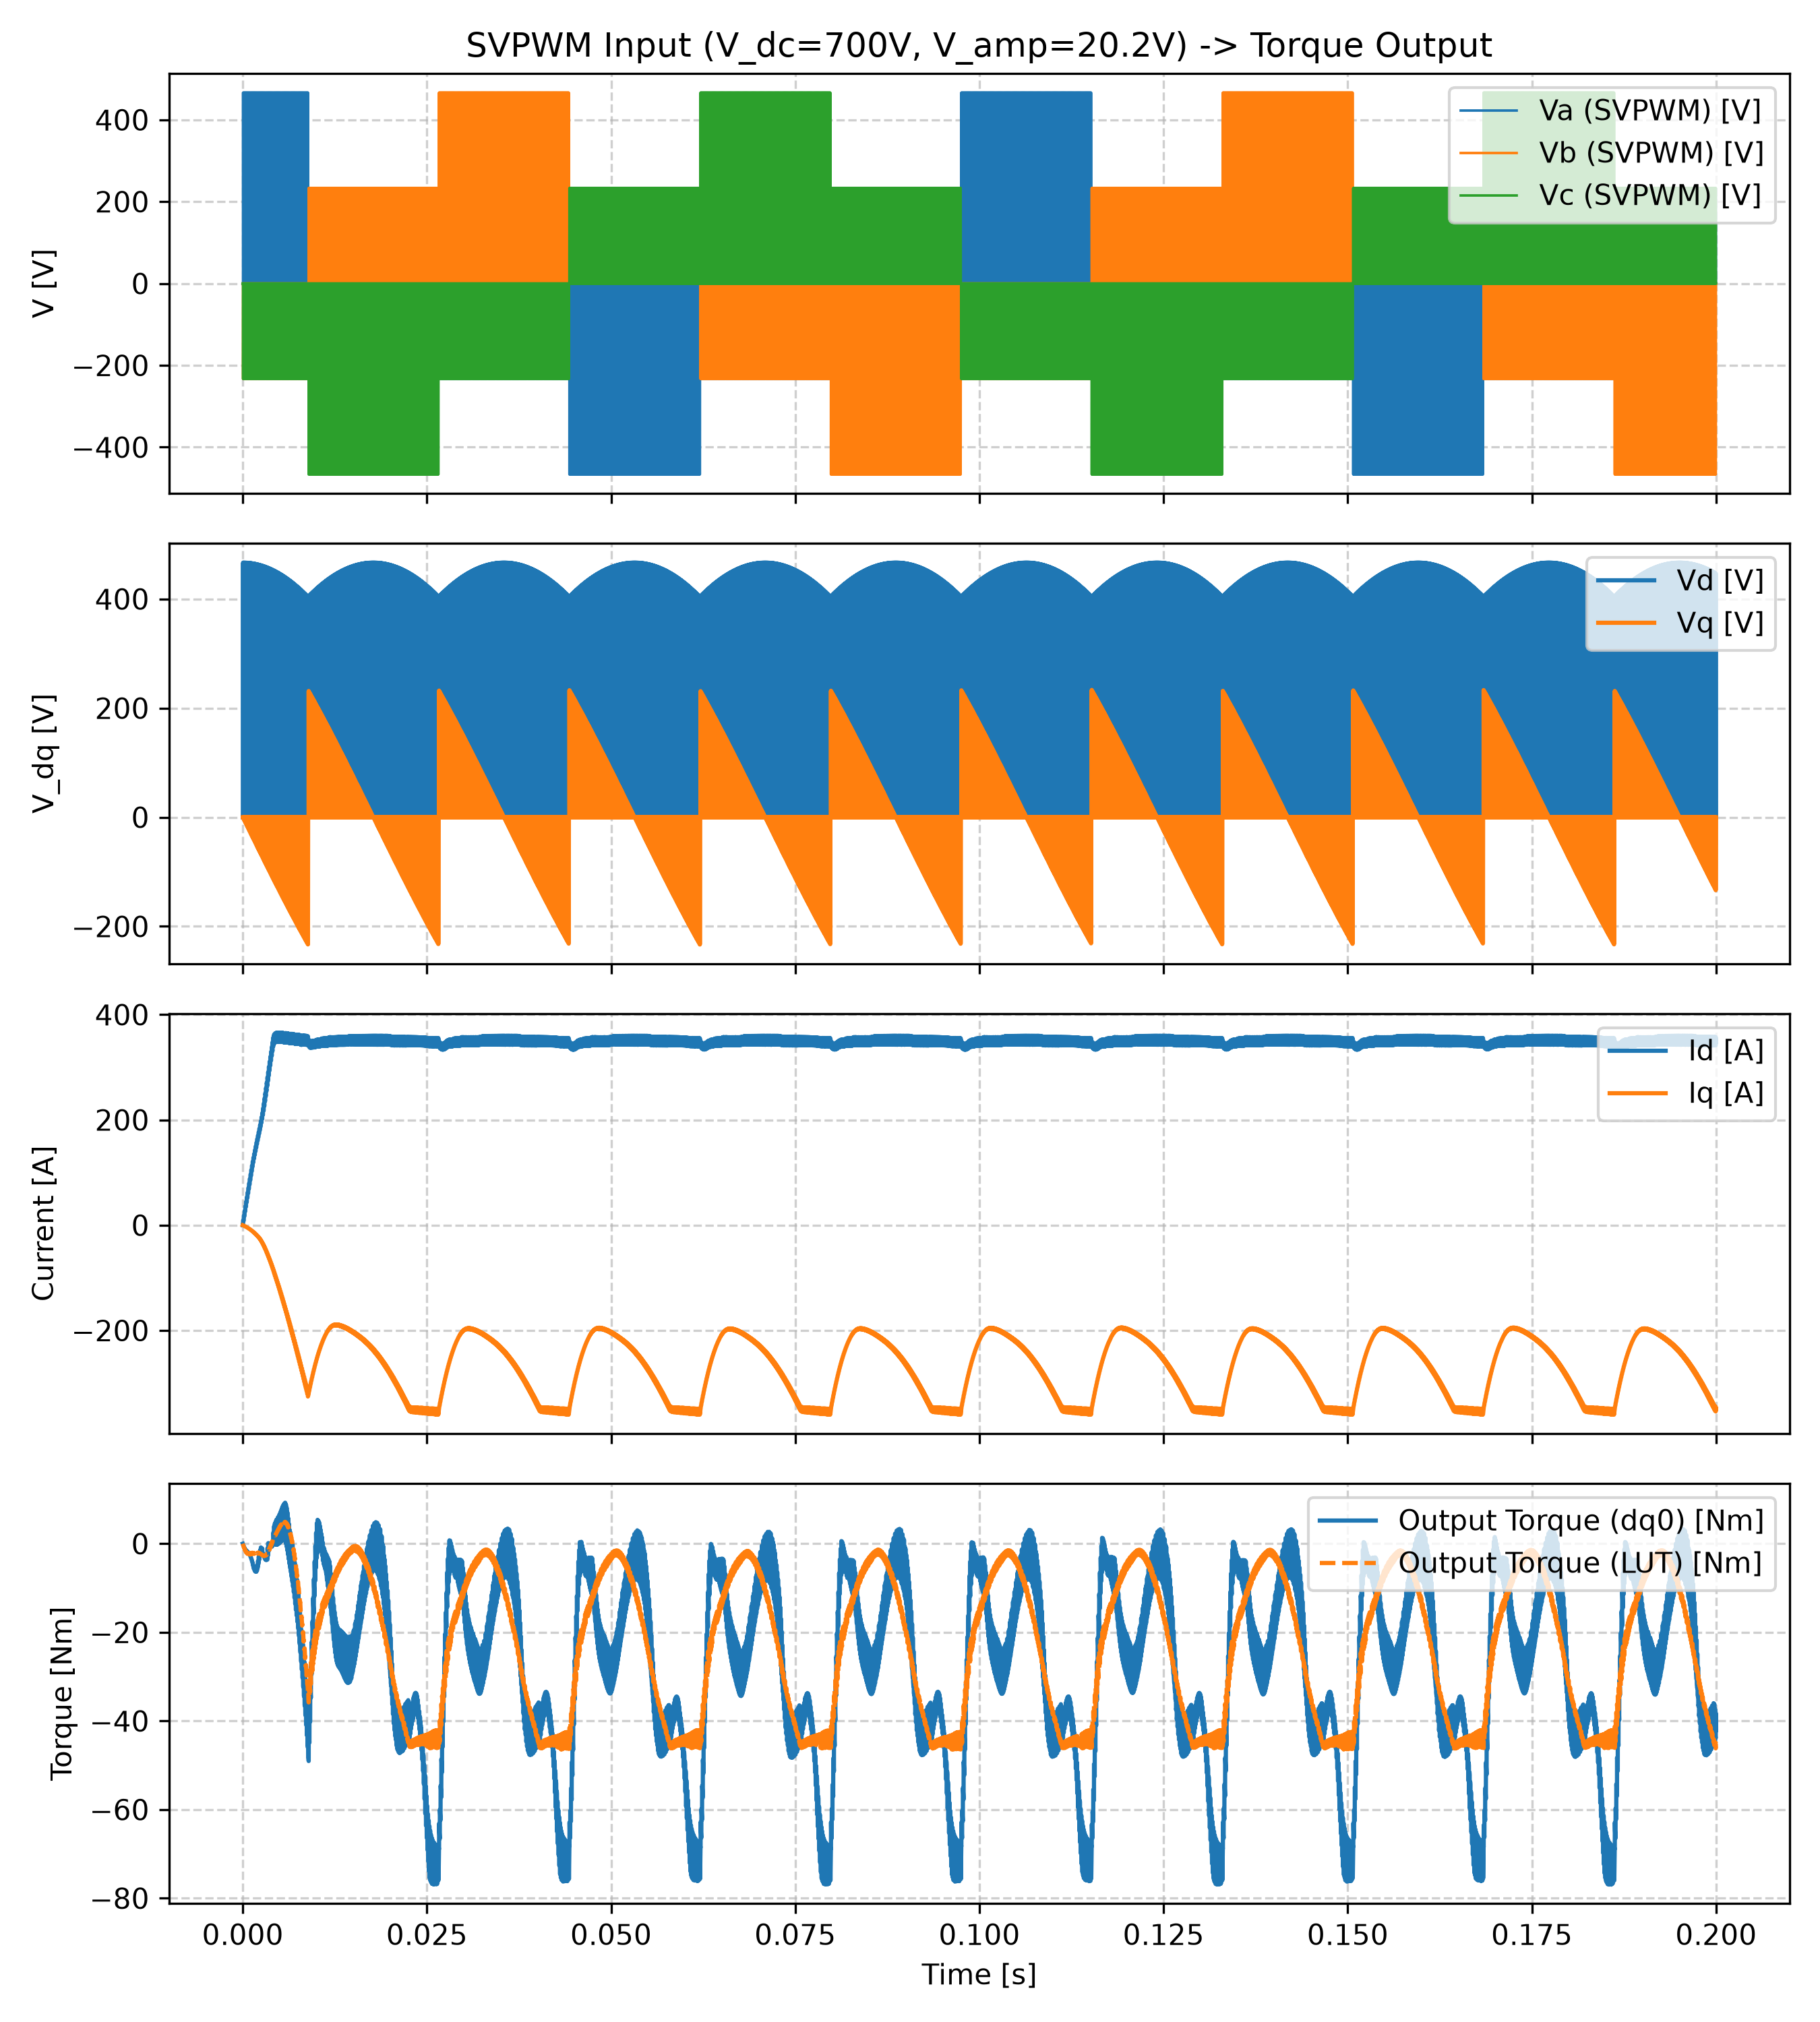 SVPWM Input (V_dc=700V, V_amp=20.2V) -> Torque Output
V [V]
400
200
0
−200
−400
Va (SVPWM) [V]
Vb (SVPWM) [V]
Vc (SVPWM) [V]
V_dq [V]
400
200
0
−200
Vd [V]
Vq [V]
Current [A]
400
200
0
−200
Id [A]
Iq [A]
Torque [Nm]
0
−20
−40
−60
−80
Output Torque (dq0) [Nm]
Output Torque (LUT) [Nm]
0.000 0.025 0.050 0.075 0.100 0.125 0.150 0.175 0.200
Time [s]